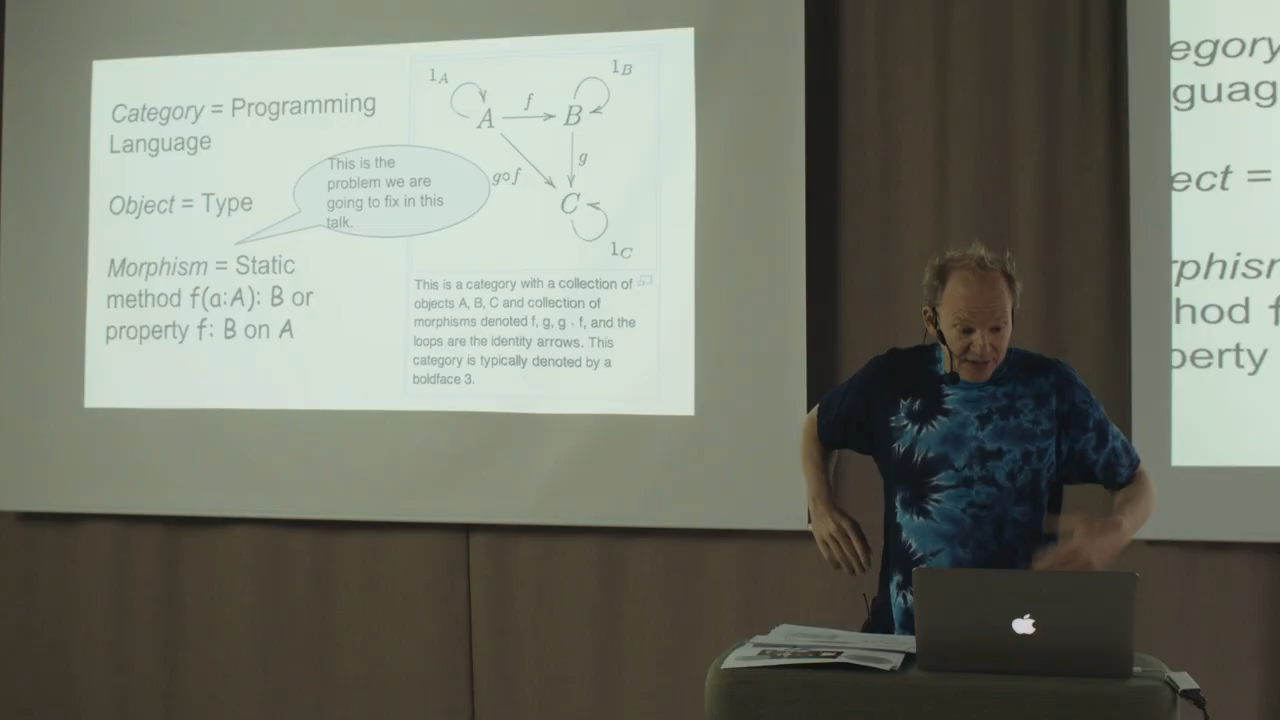 Category = Programming
Language
Object = Type
Morphism = Static
method f(a:A): B or
property f: B on A
This is the
problem we are
going to fix in this
talk.
1A
1B
A
f
B
g∘f
g
C
1C
This is a category with a collection of
objects A, B, C and collection of
morphisms denoted f, g, g · f, and the
loops are the identity arrows. This
category is typically denoted by a
boldface 3.
egory
guag
ect =
rphisr
hod f
perty